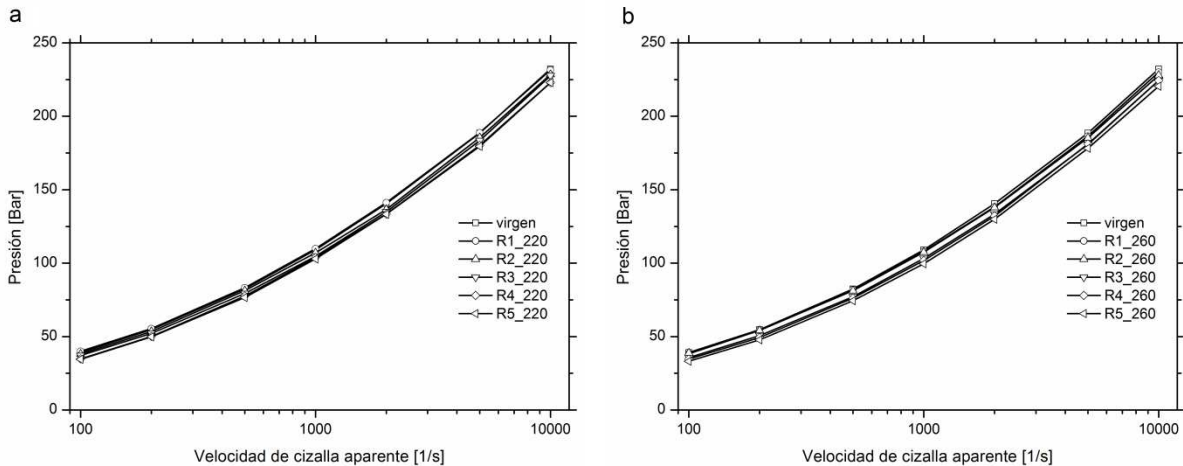 a
250
200
150
100
50
0
Presión [Bar]
virgen
R1_220
R2_220
R3_220
R4_220
R5_220
100
1000
10000
Velocidad de cizalla aparente [1/s]
b
250
200
150
100
50
0
Presión [Bar]
virgen
R1_260
R2_260
R3_260
R4_260
R5_260
100
1000
10000
Velocidad de cizalla aparente [1/s]